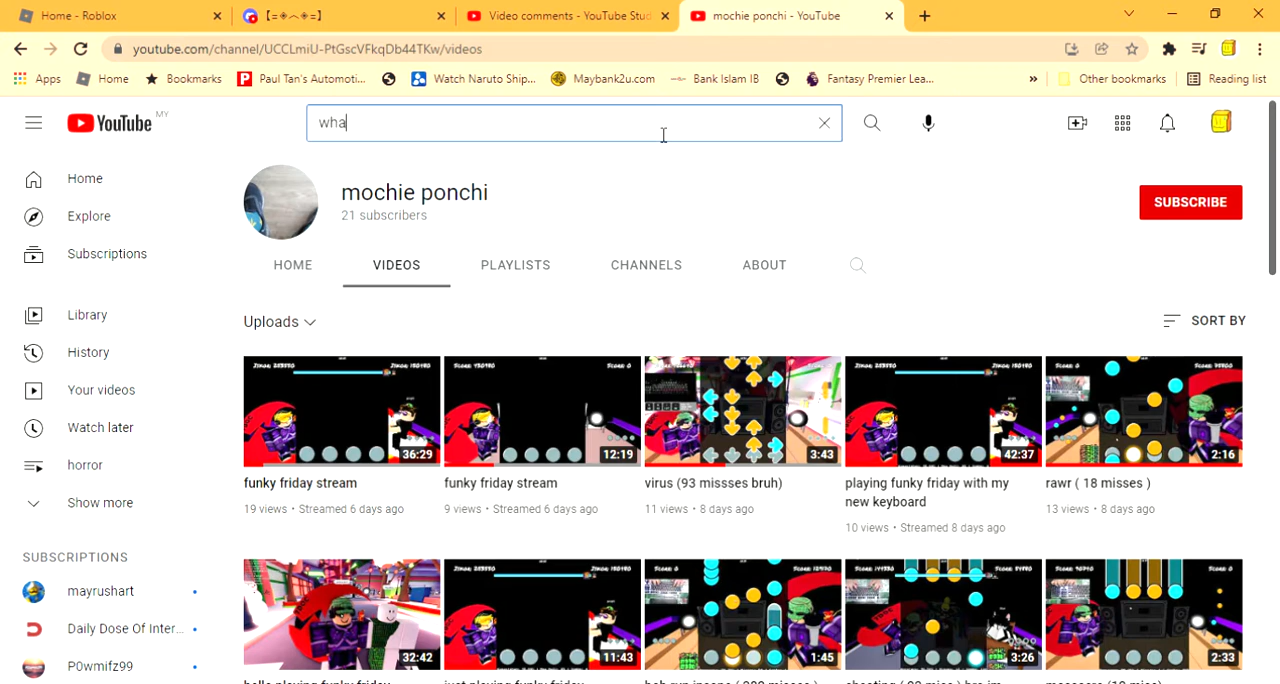 Home - Roblox
【=◈︿◈=】
Video comments - YouTube Stud
mochie ponchi - YouTube
youtube.com/channel/UCCLmiU-PtGscVFkqDb44TKw/videos
Apps
Home
Bookmarks
Paul Tan's Automoti...
Watch Naruto Ship...
Maybank2u.com
Bank Islam IB
Fantasy Premier Lea...
»
Other bookmarks
Reading list
YouTube MY
wha
mochie ponchi
21 subscribers
SUBSCRIBE
HOME
VIDEOS
PLAYLISTS
CHANNELS
ABOUT
Home
Explore
Subscriptions
Library
History
Your videos
Watch later
horror
Show more
SUBSCRIPTIONS
mayrushart
Daily Dose Of Inter...
P0wmifz99
Uploads
SORT BY
36:29
12:19
3:43
42:37
2:16
funky friday stream
19 views • Streamed 6 days ago
funky friday stream
9 views • Streamed 6 days ago
virus (93 missses bruh)
11 views • 8 days ago
playing funky friday with my
new keyboard
10 views • Streamed 8 days ago
rawr ( 18 misses )
13 views • 8 days ago
32:42
11:43
1:45
3:26
2:33